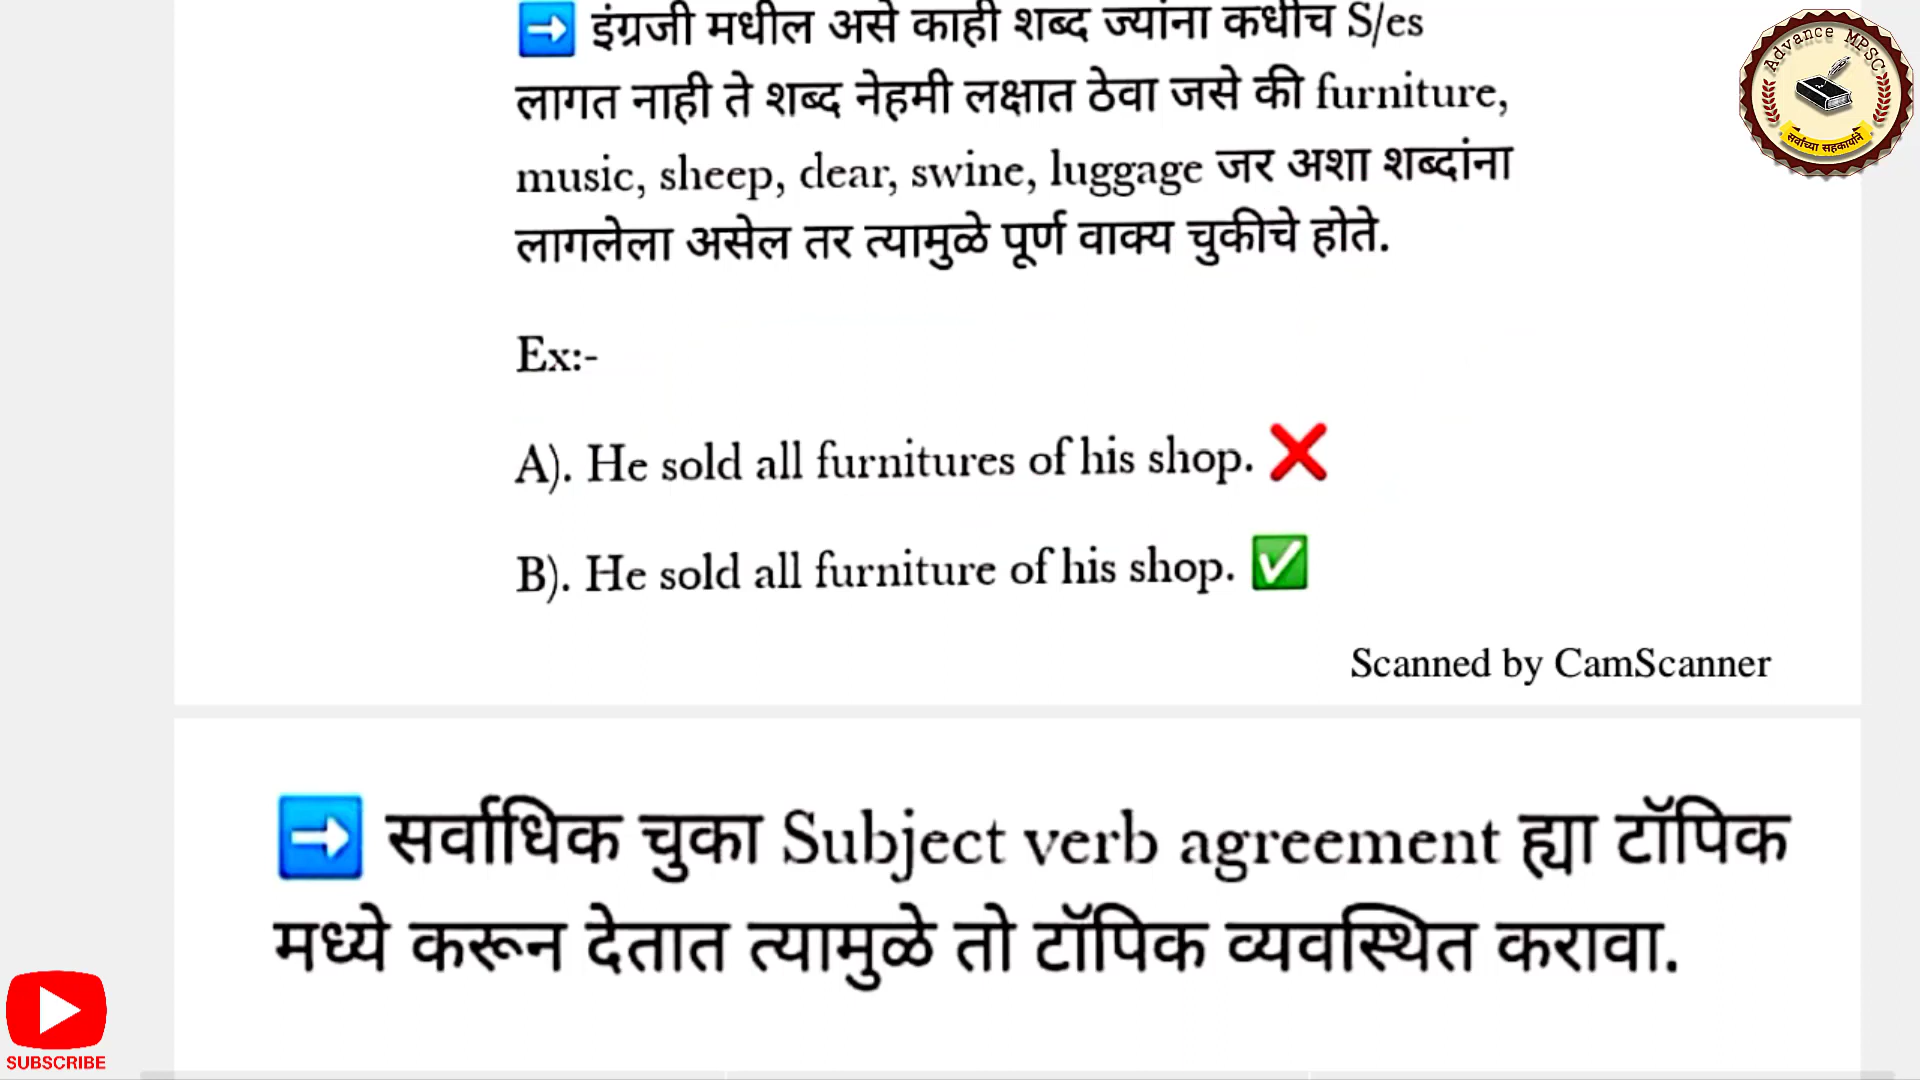 ➡️ इंग्रजी मधील असे काही शब्द ज्यांना कधीच S/es
लागत नाही ते शब्द नेहमी लक्षात ठेवा जसे की furniture,
music, sheep, dear, swine, luggage जर अशा शब्दांना
लागलेला असेल तर त्यामुळे पूर्ण वाक्य चुकीचे होते.
Ex:-
A). He sold all furnitures of his shop. ❌
B). He sold all furniture of his shop. ✅
Scanned by CamScanner
➡️ सर्वाधिक चुका Subject verb agreement ह्या टॉपिक
मध्ये करून देतात त्यामुळे तो टॉपिक व्यवस्थित करावा.
Advance MPSC
सर्वांच्या सहकार्याने
SUBSCRIBE